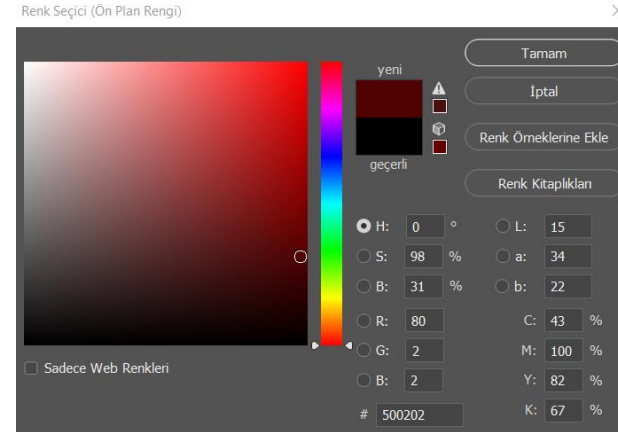 Renk Seçici (Ön Plan Rengi)
yeni
geçerli
Tamam
İptal
Renk Örneklerine Ekle
Renk Kitaplıkları
H: 0 °
S: 98 %
B: 31 %
R: 80
G: 2
B: 2
# 500202
L: 15
a: 34
b: 22
C: 43 %
M: 100 %
Y: 82 %
K: 67 %
Sadece Web Renkleri